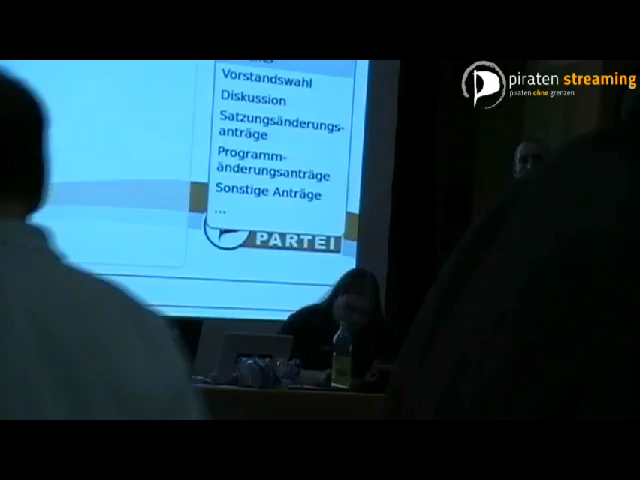 piraten streaming
piraten ohne grenzen
Vorstandswahl
Diskussion
Satzungsänderungs-
anträge
Programm-
änderungsanträge
Sonstige Anträge
...
PARTEI